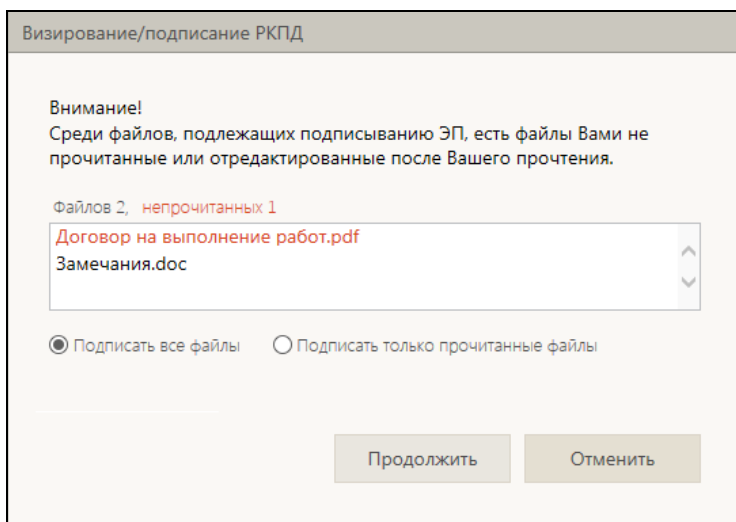 Визирование/подписание РКПД
Внимание!
Среди файлов, подлежащих подписыванию ЭП, есть файлы Вами не
прочитанные или отредактированные после Вашего прочтения.
Файлов 2, непрочитанных 1
Договор на выполнение работ.pdf
Замечания.doc
Подписать все файлы Подписать только прочитанные файлы
Продолжить Отменить